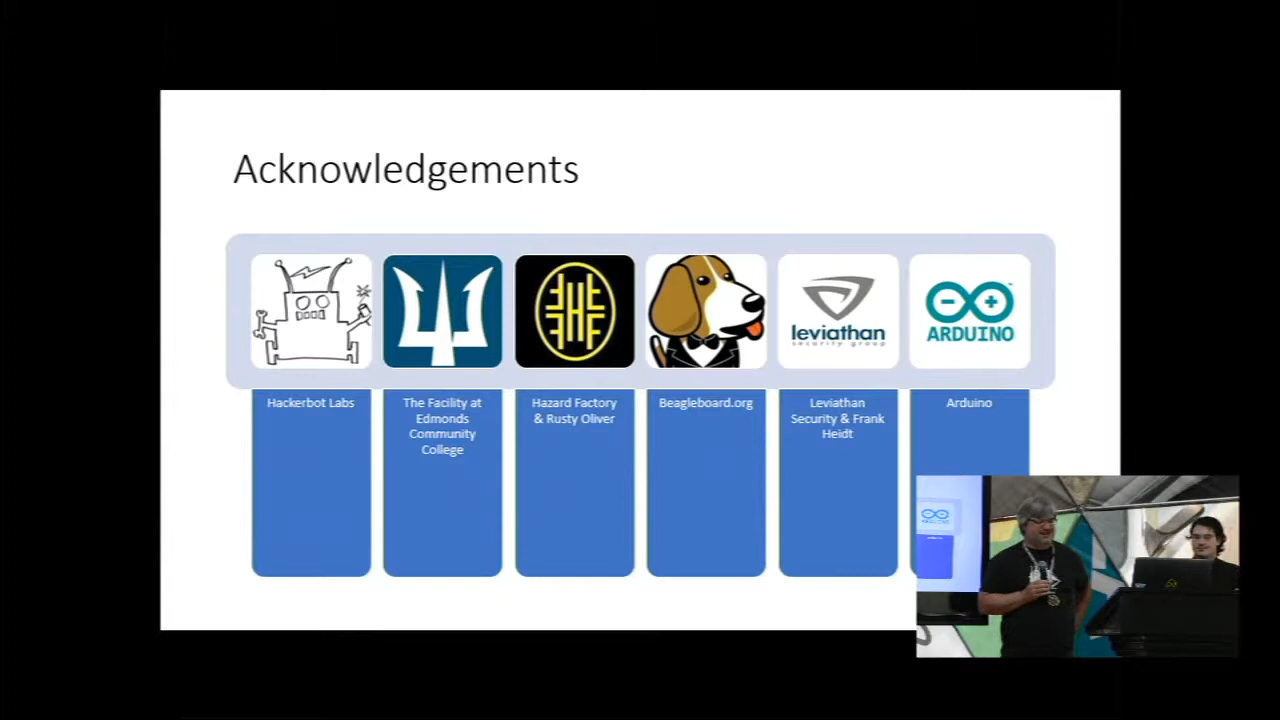 Acknowledgements
leviathan
security group
ARDUINO
Hackerbot Labs
The Facility at
Edmonds
Community
College
Hazard Factory
& Rusty Oliver
Beagleboard.org
Leviathan
Security & Frank
Heidt
Arduino